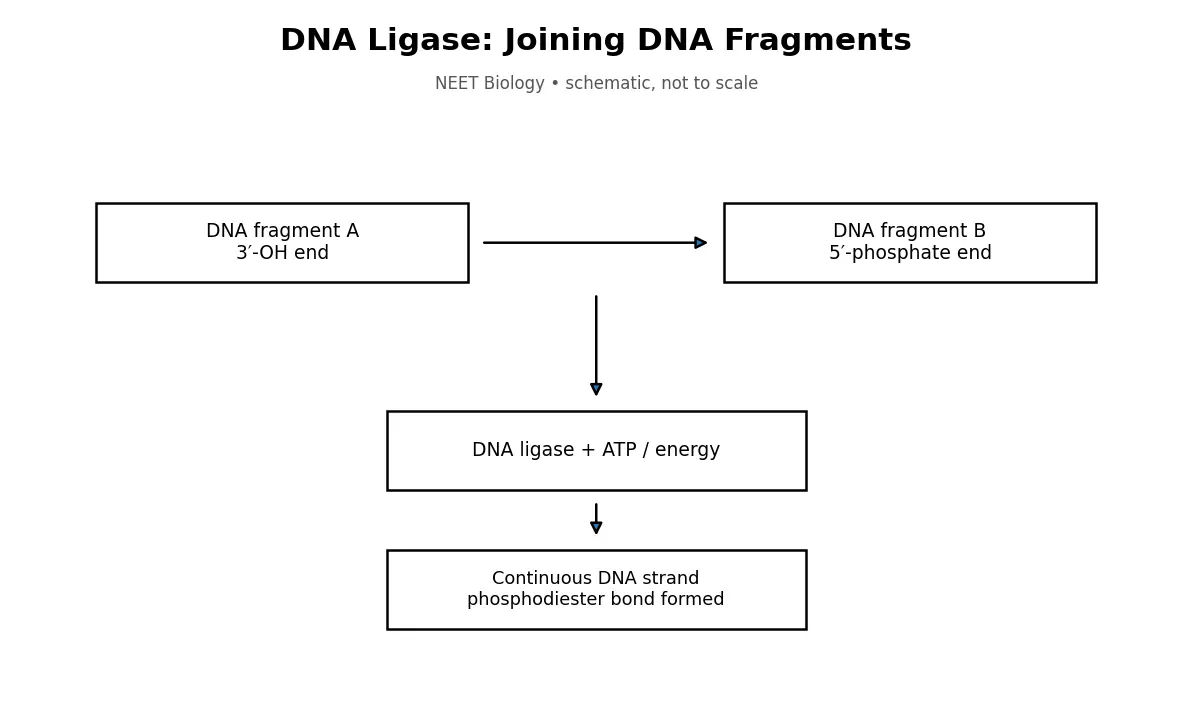 DNA Ligase: Joining DNA Fragments
NEET Biology • schematic, not to scale
DNA fragment A
3′-OH end
DNA fragment B
5′-phosphate end
DNA ligase + ATP / energy
Continuous DNA strand
phosphodiester bond formed